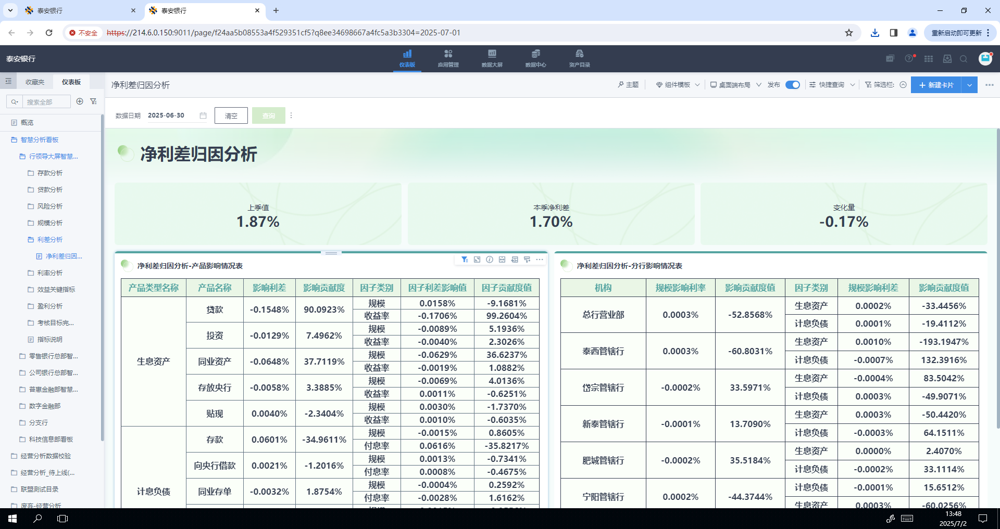 泰安银行
泰安银行
不安全
https://214.6.0.150:9011/page/f24aa5b08553a4f529351cf5?q8ee34698667a4fc5a3b3304=2025-07-01
重新启动即可更新
泰安银行
仪表板
应用管理
数据大屏
数据中心
资产目录
收藏夹
仪表板
净利差归因分析
主题
组件模板
桌面端布局
发布
快捷查询
筛选栏:
新建卡片
搜索全部
概览
智慧分析看板
行领导大屏智慧...
存款分析
贷款分析
风险分析
规模分析
利差分析
净利差归因...
利率分析
效益关键指标
盈利分析
考核目标完...
指标说明
零售银行总部智...
公司银行总部智...
普惠金融部智慧...
数字金融部
分支行
科技信息部看板
经营分析数据校验
经营分析_待上线(...
联盟测试目录
废弃-经营分析
数据日期 2025-06-30 清空 查询
净利差归因分析
上季值
1.87%
本季净利差
1.70%
变化量
-0.17%
净利差归因分析-产品影响情况表
产品类型名称 产品名称 影响利差 影响贡献度 因子类别 因子利差影响值 因子贡献度值
生息资产 贷款 -0.1548% 90.0923% 规模 0.0158% -9.1681%
收益率 -0.1706% 99.2604%
投资 -0.0129% 7.4962% 规模 -0.0089% 5.1936%
收益率 -0.0040% 2.3026%
同业资产 -0.0648% 37.7119% 规模 -0.0629% 36.6237%
收益率 -0.0019% 1.0882%
存放央行 -0.0058% 3.3885% 规模 -0.0069% 4.0136%
收益率 0.0011% -0.6251%
贴现 0.0040% -2.3404% 规模 0.0030% -1.7370%
收益率 0.0010% -0.6035%
计息负债 存款 0.0601% -34.9611% 规模 -0.0015% 0.8605%
付息率 0.0616% -35.8217%
向央行借款 0.0021% -1.2016% 规模 0.0013% -0.7341%
付息率 0.0008% -0.4675%
同业存单 -0.0032% 1.8754% 规模 -0.0004% 0.2592%
付息率 -0.0028% 1.6162%
净利差归因分析-分行影响情况表
机构 规模影响利率 影响贡献度值 因子类别 规模影响利差 影响贡献度值
总行营业部 0.0003% -52.8568% 生息资产 0.0002% -33.4456%
计息负债 0.0001% -19.4112%
泰西管辖行 0.0003% -60.8031% 生息资产 0.0010% -193.1947%
计息负债 -0.0007% 132.3916%
岱宗管辖行 -0.0002% 33.5971% 生息资产 -0.0004% 83.5042%
计息负债 0.0003% -49.9071%
新泰管辖行 -0.0001% 13.7090% 生息资产 0.0003% -50.4420%
计息负债 -0.0003% 64.1511%
肥城管辖行 -0.0002% 35.5184% 生息资产 0.0000% 2.4070%
计息负债 -0.0002% 33.1114%
宁阳管辖行 0.0002% -44.3744% 计息负债 -0.0001% 15.6512%
生息资产 0.0003% -60.0256%
13:48
2025/7/2